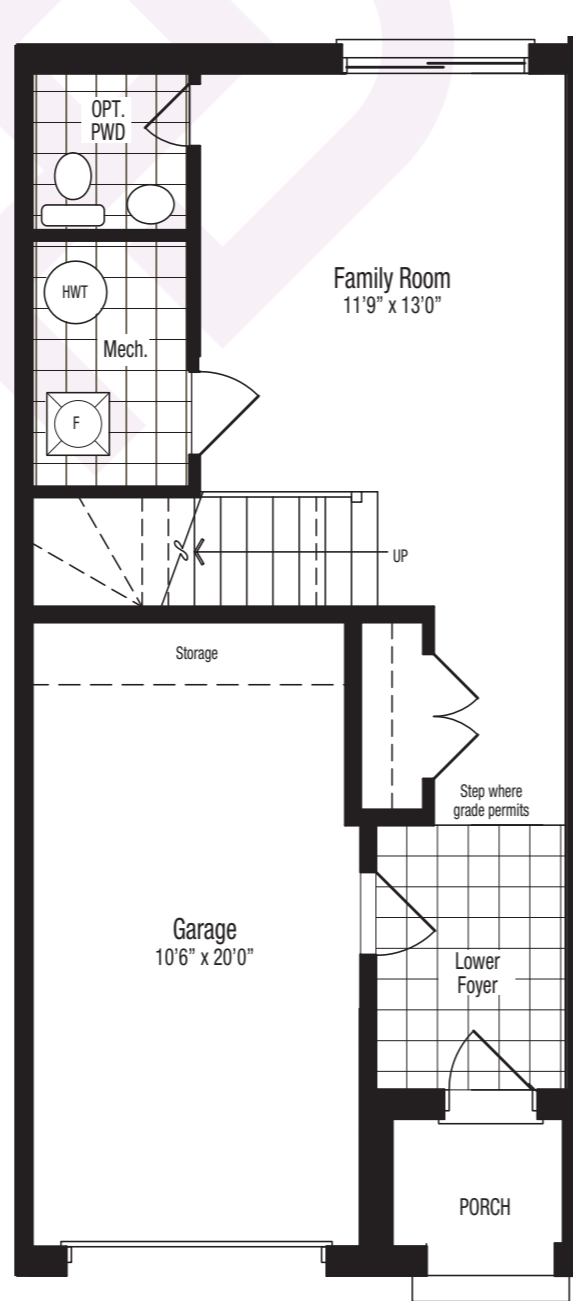 OPT.
PWD
Family Room
11’9” x 13’0”
HWT
Mech.
F
UP
Storage
Step where
grade permits
Garage
10’6” x 20’0”
Lower
Foyer
PORCH